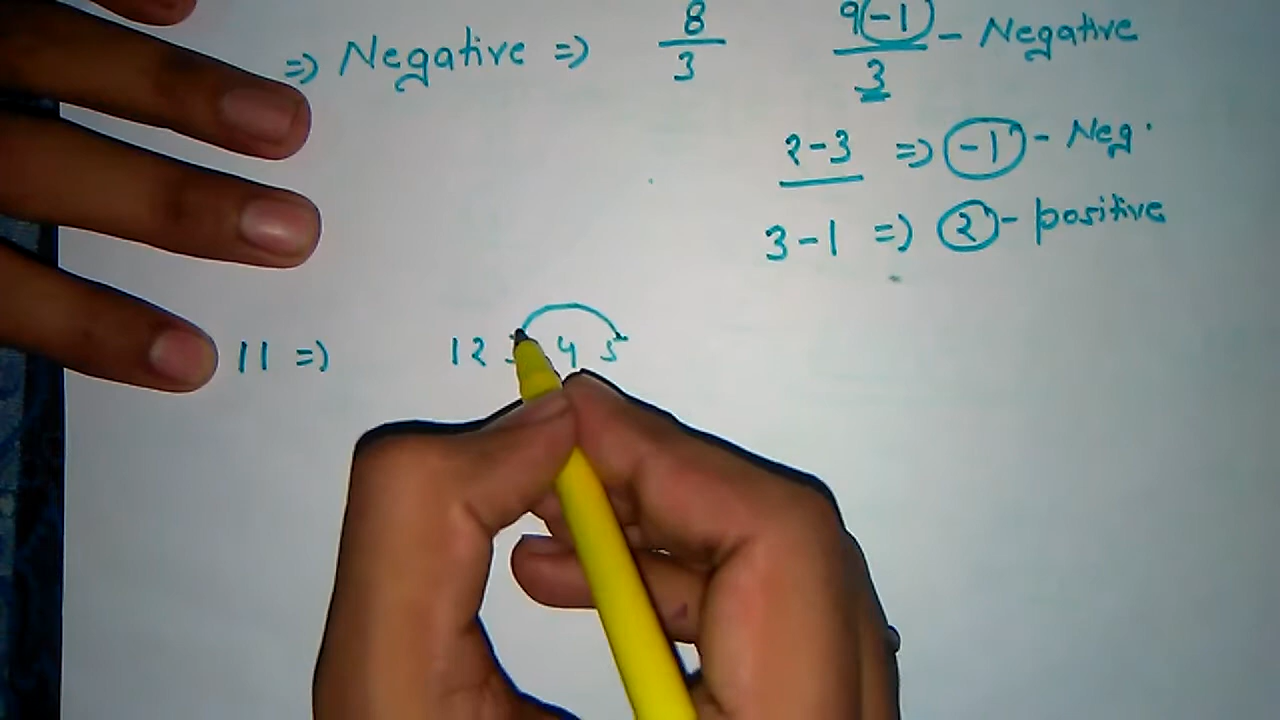 => Negative => 8/3 9(-1)/3 - Negative
2-3 => -1 - Neg.
3-1 => 2 - positive
11 => 12 4 5